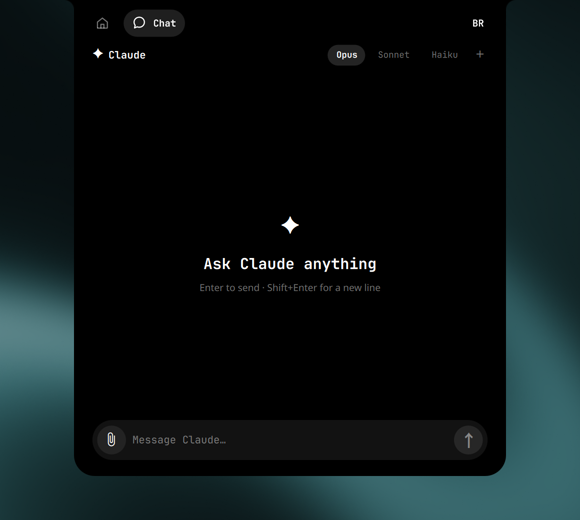 Chat
BR
Claude
Opus Sonnet Haiku +
Ask Claude anything
Enter to send · Shift+Enter for a new line
Message Claude…